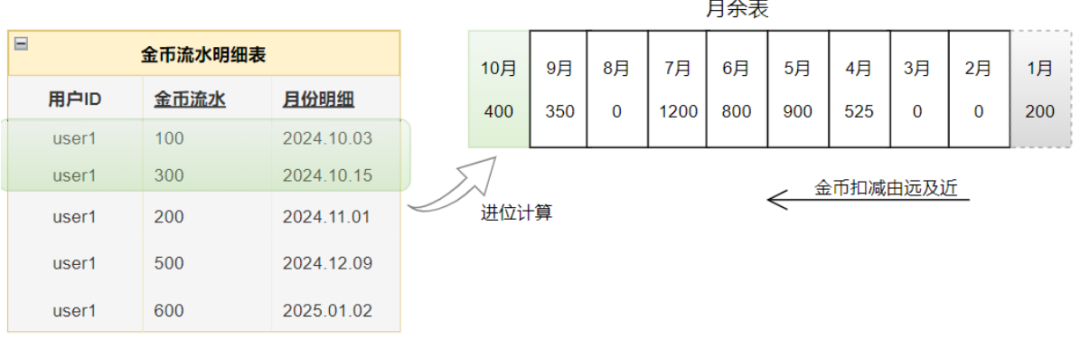 月余表
金币流水明细表
用户ID 金币流水 月份明细
user1 100 2024.10.03
user1 300 2024.10.15
user1 200 2024.11.01
user1 500 2024.12.09
user1 600 2025.01.02
10月 9月 8月 7月 6月 5月 4月 3月 2月 1月
400 350 0 1200 800 900 525 0 0 200
进位计算
金币扣减由远及近